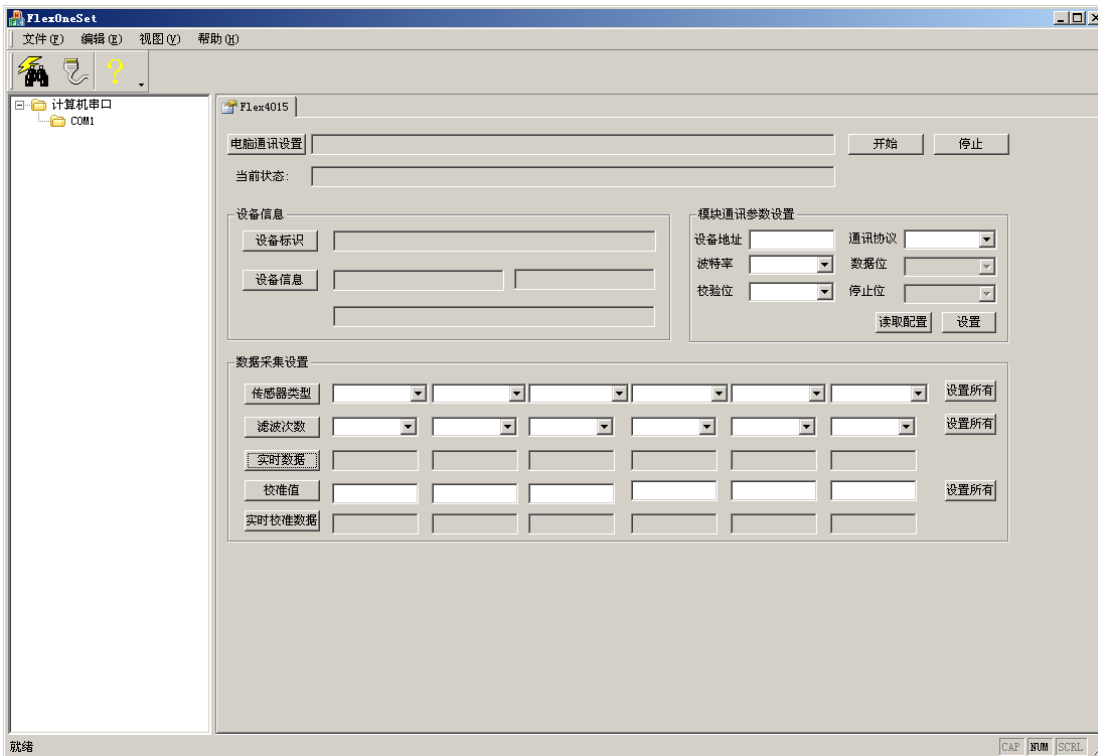 FlexOneSet
文件(F) 编辑(E) 视图(V) 帮助(H)
计算机串口
COM1
Flex4015
电脑通讯设置 开始 停止
当前状态:
设备信息
设备标识
设备信息
模块通讯参数设置
设备地址 通讯协议
波特率 数据位
校验位 停止位
读取配置 设置
数据采集设置
传感器类型 设置所有
滤波次数 设置所有
实时数据
校准值 设置所有
实时校准数据
就绪 CAP NUM SCRL